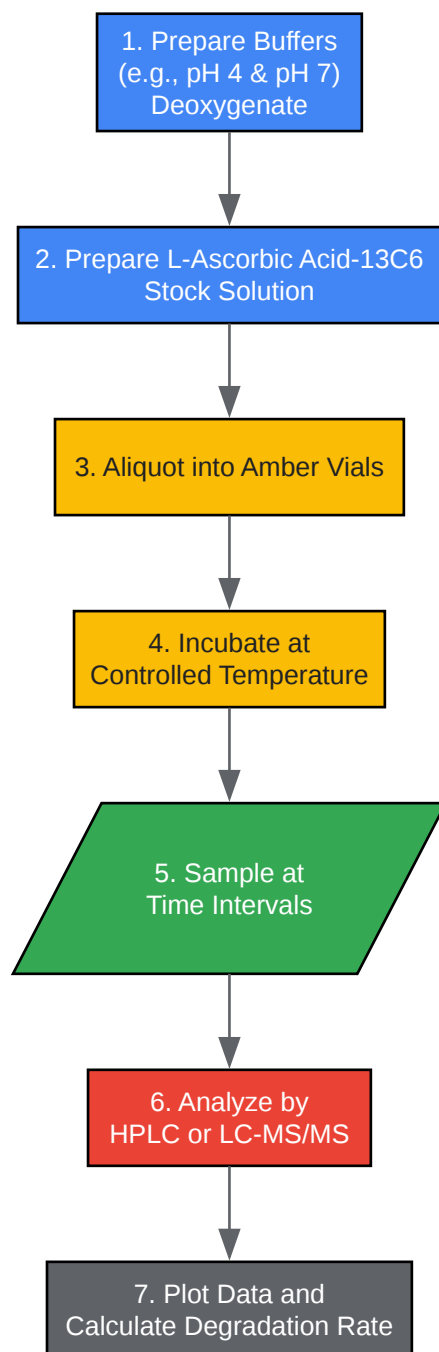 1. Prepare Buffers
(e.g., pH 4 & pH 7)
Deoxygenate
2. Prepare L-Ascorbic Acid-13C6
Stock Solution
3. Aliquot into Amber Vials
4. Incubate at
Controlled Temperature
5. Sample at
Time Intervals
6. Analyze by
HPLC or LC-MS/MS
7. Plot Data and
Calculate Degradation Rate